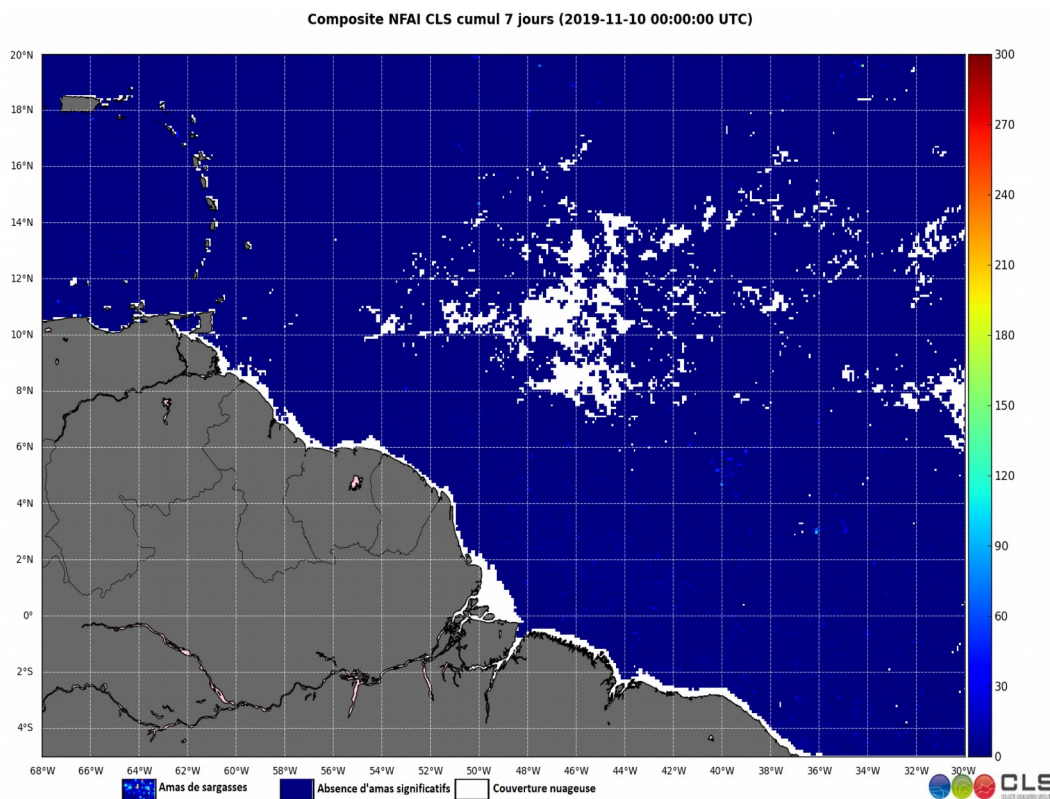 Composite NFAI CLS cumul 7 jours (2019-11-10 00:00:00 UTC)
20°N
18°N
16°N
14°N
12°N
10°N
8°N
6°N
4°N
2°N
0°
2°S
4°S
68°W 66°W 64°W 62°W 60°W 58°W 56°W 54°W 52°W 50°W 48°W 46°W 44°W 42°W 40°W 38°W 36°W 34°W 32°W 30°W
300
270
240
210
180
150
120
90
60
30
0
Amas de sargasses Absence d'amas significatifs Couverture nuageuse
CLS